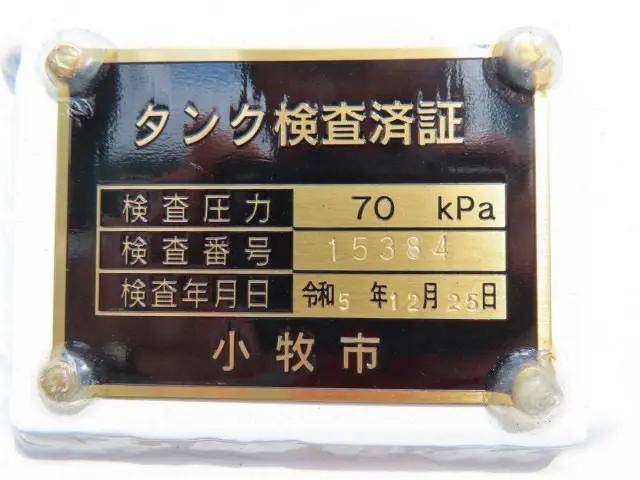 タンク検査済証
検査圧力 70 kPa
検査番号 15384
検査年月日 令和5年12月25日
小牧市